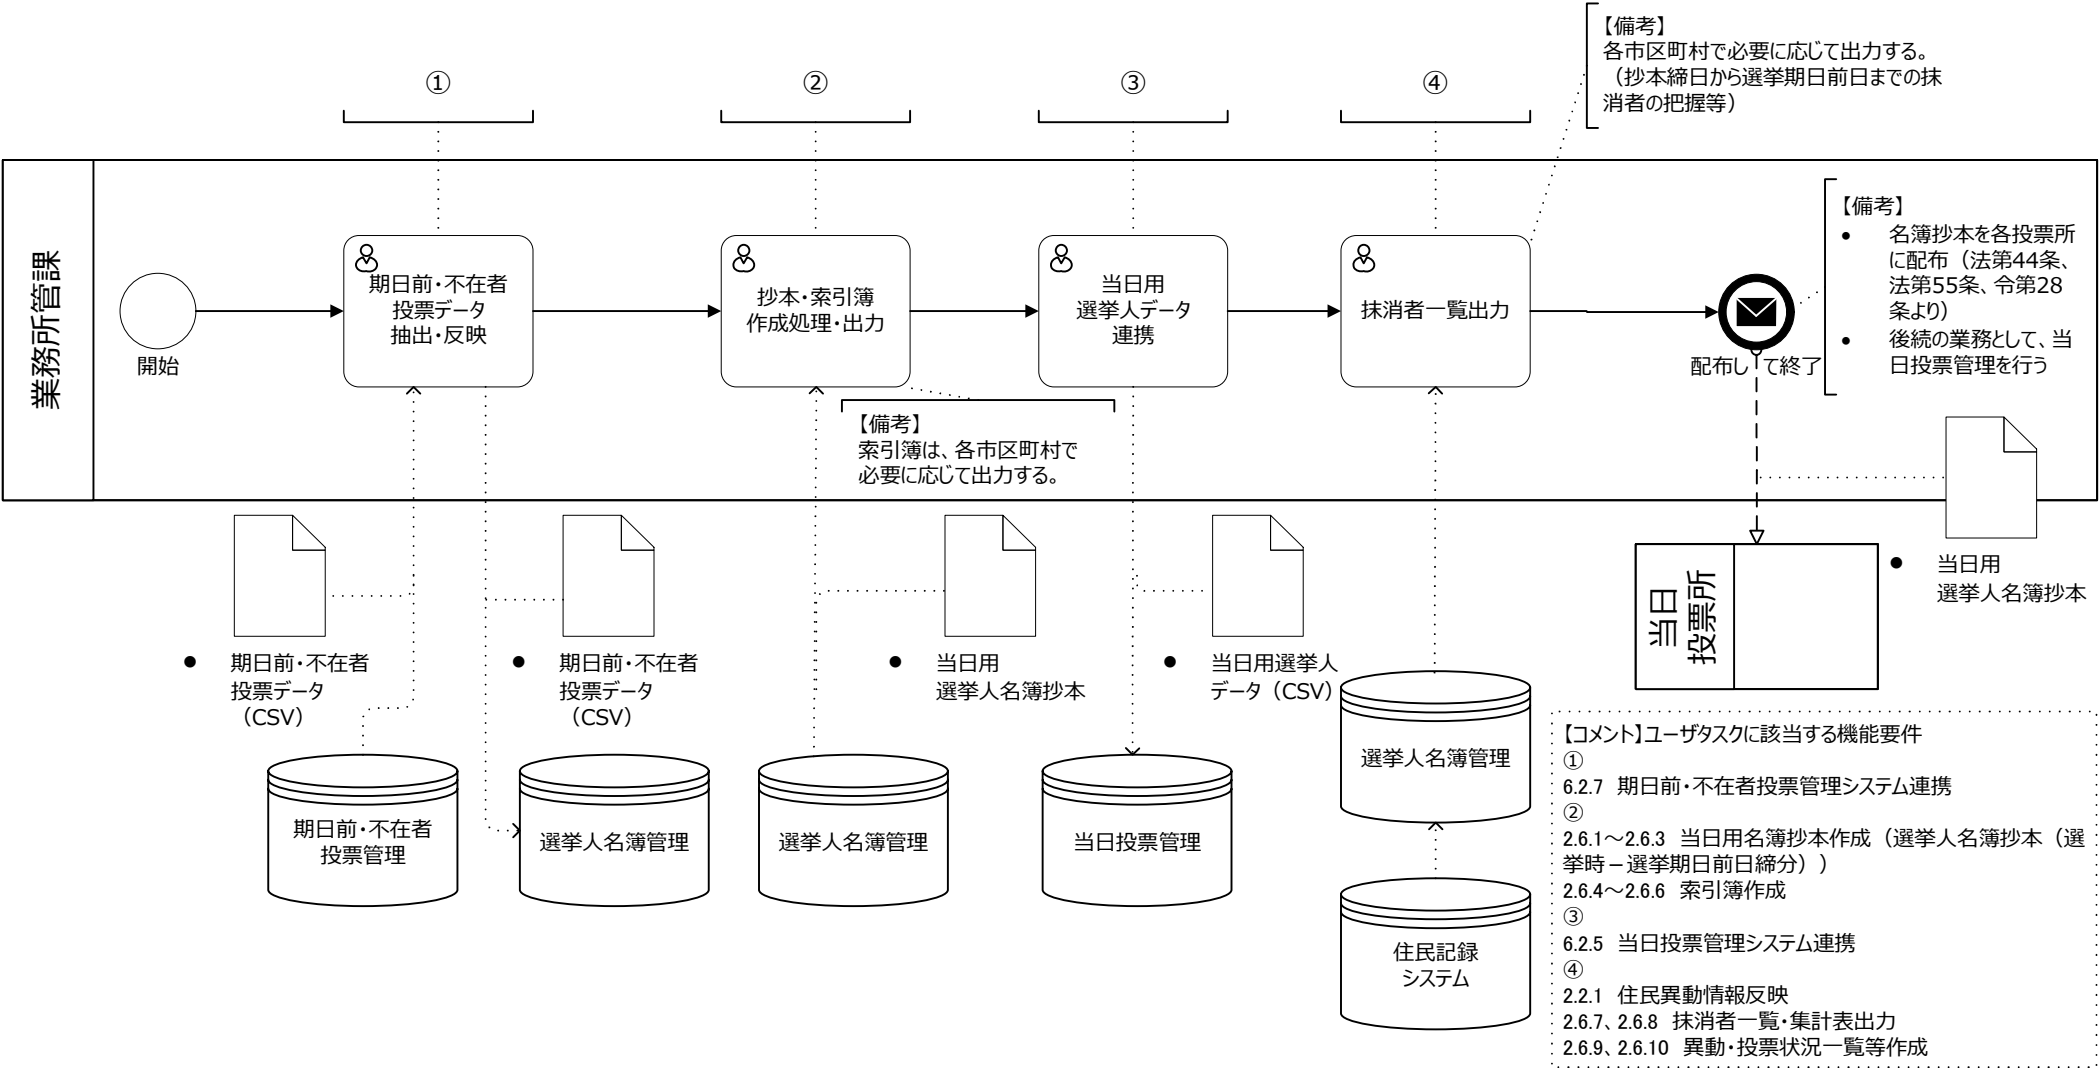 ①
②
③
④
【備考】
各市区町村で必要に応じて出力する。
（抄本締日から選挙期日前日までの抹
消者の把握等）
業務所管課
開始
期日前・不在者
投票データ
抽出・反映
抄本・索引簿
作成処理・出力
当日用
選挙人データ
連携
抹消者一覧出力
配布して終了
【備考】
• 名簿抄本を各投票所
に配布（法第44条、
法第55条、令第28
条より）
• 後続の業務として、当
日投票管理を行う
【備考】
索引簿は、各市区町村で
必要に応じて出力する。
● 期日前・不在者
投票データ
（CSV）
● 期日前・不在者
投票データ
（CSV）
● 当日用
選挙人名簿抄本
● 当日用選挙人
データ（CSV）
● 当日用
選挙人名簿抄本
当日
投票所
期日前・不在者
投票管理
選挙人名簿管理
選挙人名簿管理
当日投票管理
選挙人名簿管理
住民記録
システム
【コメント】ユーザタスクに該当する機能要件
①
6.2.7 期日前・不在者投票管理システム連携
②
2.6.1～2.6.3 当日用名簿抄本作成（選挙人名簿抄本（選
挙時－選挙期日前日締分））
2.6.4～2.6.6 索引簿作成
③
6.2.5 当日投票管理システム連携
④
2.2.1 住民異動情報反映
2.6.7、2.6.8 抹消者一覧・集計表出力
2.6.9、2.6.10 異動・投票状況一覧等作成